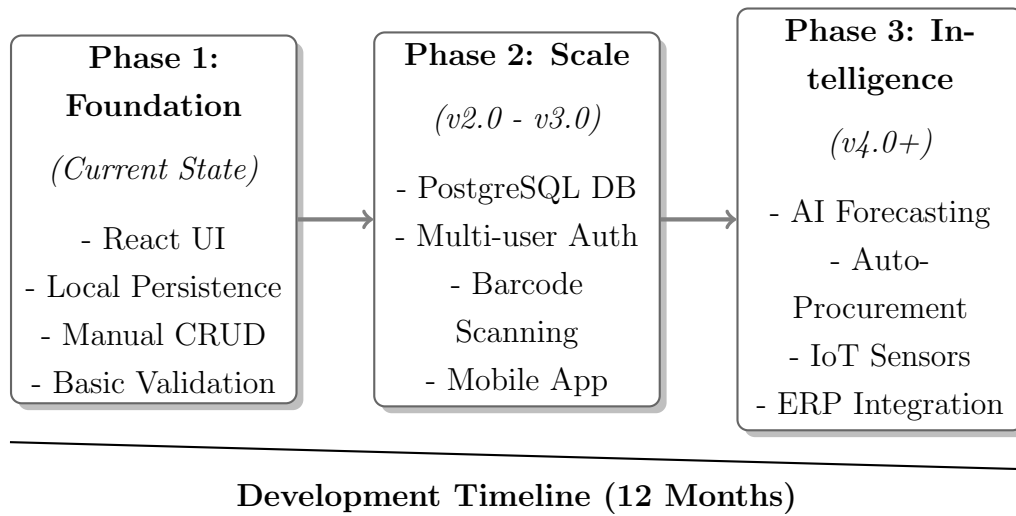 Phase 1:
Foundation
(Current State)
- React UI
- Local Persistence
- Manual CRUD
- Basic Validation
Phase 2: Scale
(v2.0 - v3.0)
- PostgreSQL DB
- Multi-user Auth
- Barcode
Scanning
- Mobile App
Phase 3: In-
telligence
(v4.0+)
- AI Forecasting
- Auto-
Procurement
- IoT Sensors
- ERP Integration
Development Timeline (12 Months)